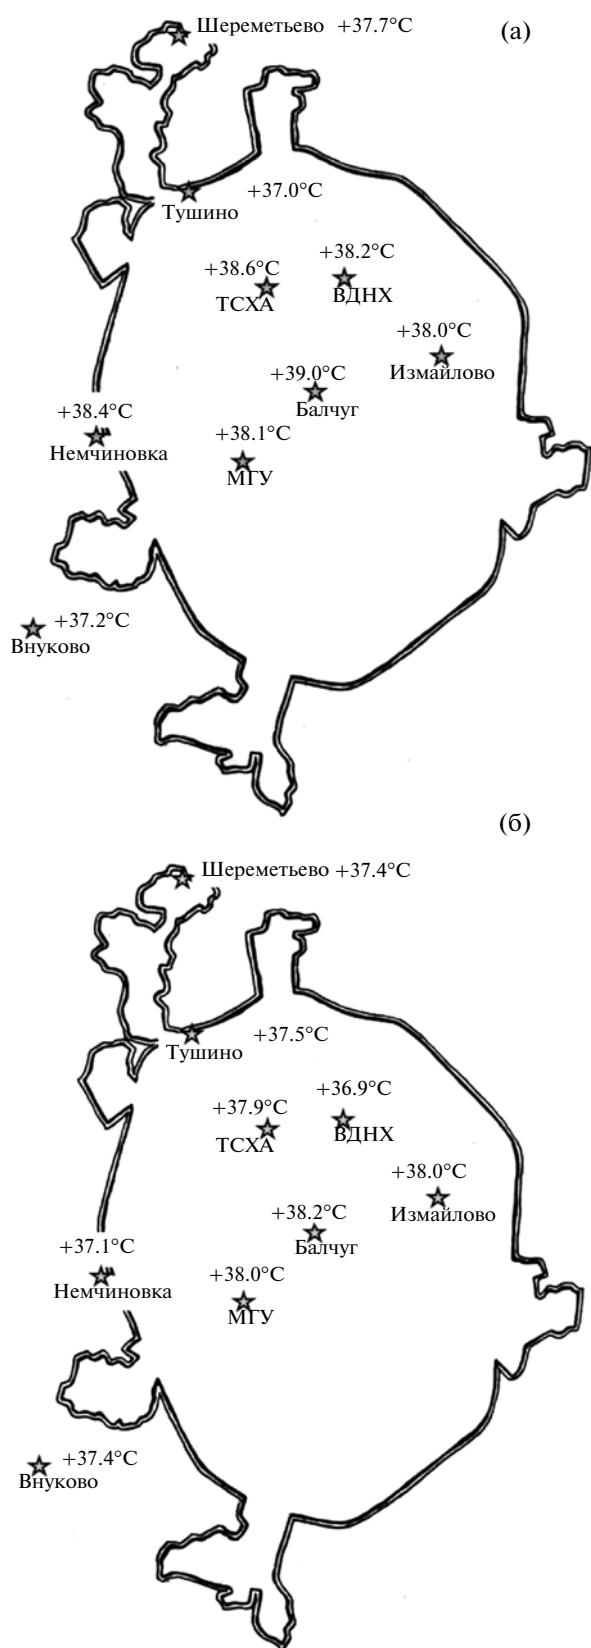 (а)
Шереметьево +37.7°C
+37.0°C
Тушино
+38.2°C
+38.6°C
ТСХА
ВДНХ
+38.0°C
Измайлово
+39.0°C
Балчуг
+38.4°C
Немчиновка
+38.1°C
МГУ
+37.2°C
Внуково
(б)
Шереметьево +37.4°C
+37.5°C
Тушино
+36.9°C
+37.9°C
ТСХА
ВДНХ
+38.0°C
Измайлово
+38.2°C
Балчуг
+37.1°C
Немчиновка
+38.0°C
МГУ
+37.4°C
Внуково